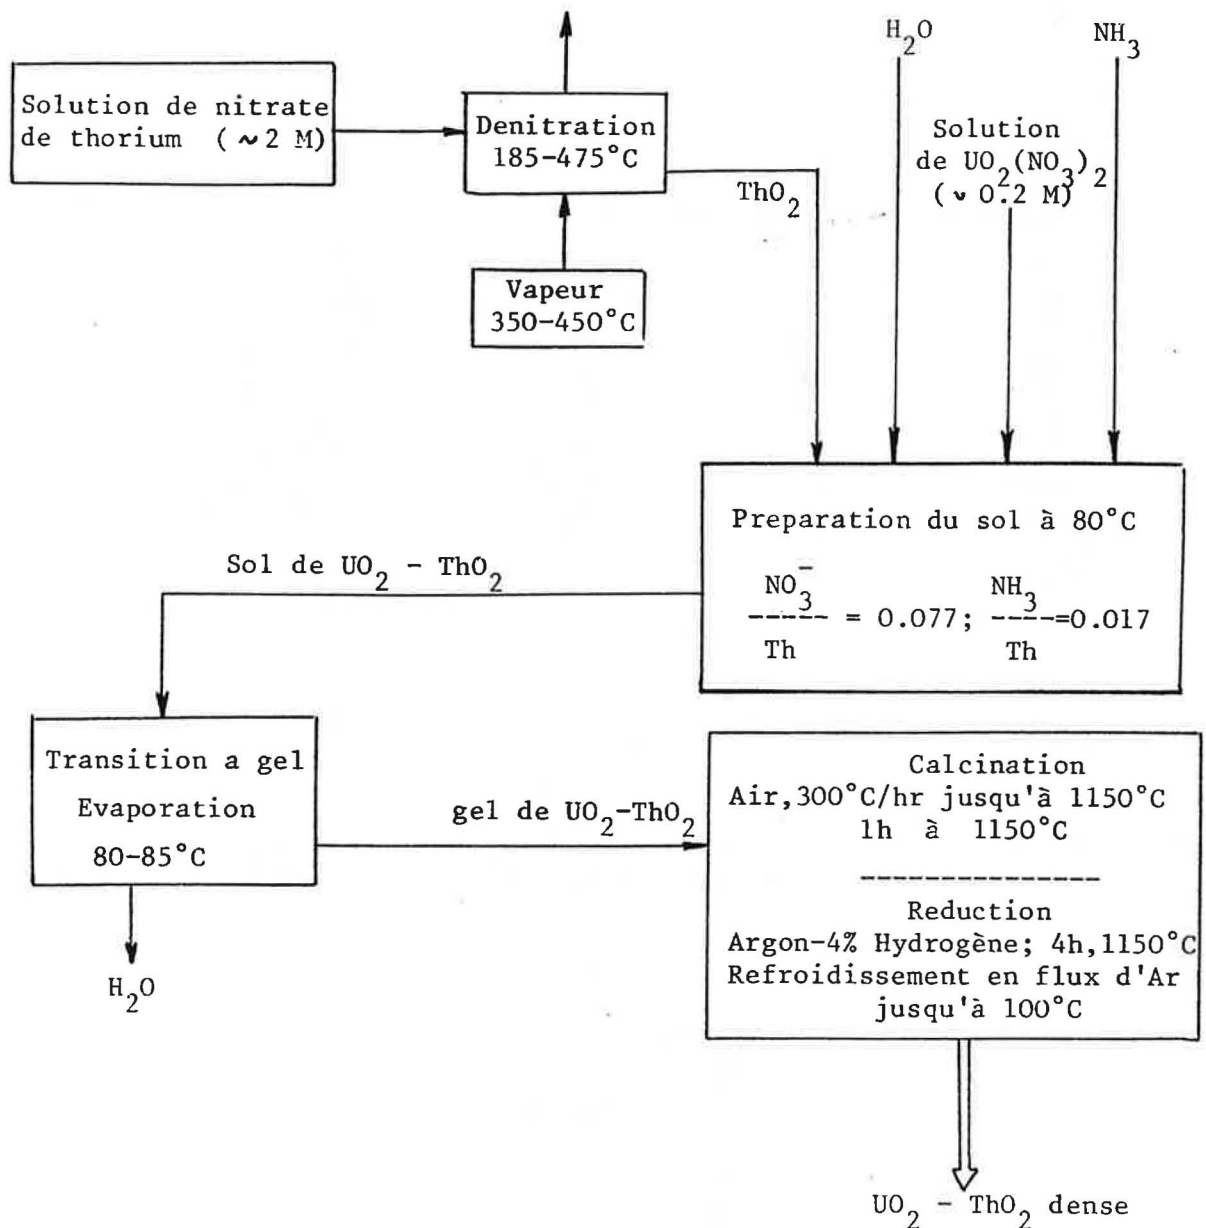 Solution de nitrate
de thorium (~2 M)
Denitration
185-475°C
Vapeur
350-450°C
ThO2
H2O
Solution
de UO2(NO3)2
(~ 0.2 M)
NH3
Preparation du sol à 80°C
NO3- / Th = 0.077; NH3 / Th =0.017
Sol de UO2 - ThO2
Transition a gel
Evaporation
80-85°C
H2O
gel de UO2-ThO2
Calcination
Air,300°C/hr jusqu'à 1150°C
1h à 1150°C
---------------
Reduction
Argon-4% Hydrogène; 4h,1150°C
Refroidissement en flux d'Ar
jusqu'à 100°C
UO2 - ThO2 dense